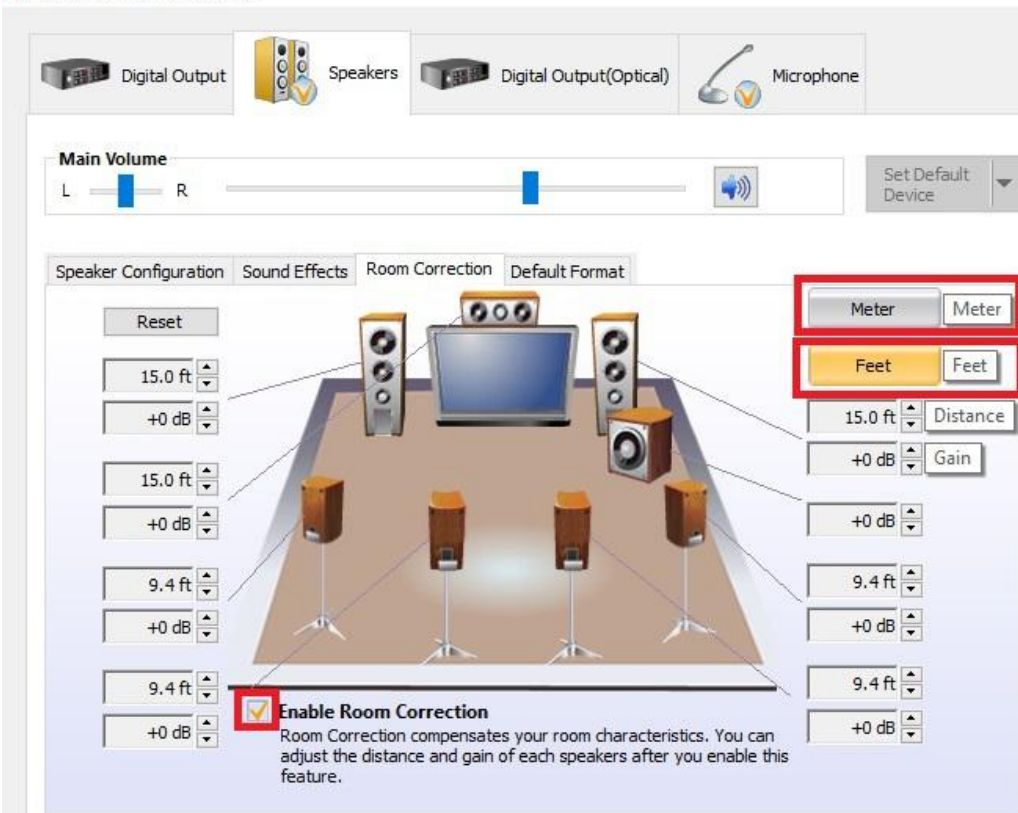 Digital Output
Speakers
Digital Output(Optical)
Microphone
Main Volume
L R
Set Default
Device
Speaker Configuration
Sound Effects
Room Correction
Default Format
Reset
Meter
Meter
Feet
Feet
15.0 ft
+0 dB
15.0 ft
+0 dB
9.4 ft
+0 dB
9.4 ft
+0 dB
15.0 ft
Distance
+0 dB
Gain
+0 dB
9.4 ft
+0 dB
9.4 ft
+0 dB
Enable Room Correction
Room Correction compensates your room characteristics. You can
adjust the distance and gain of each speakers after you enable this
feature.